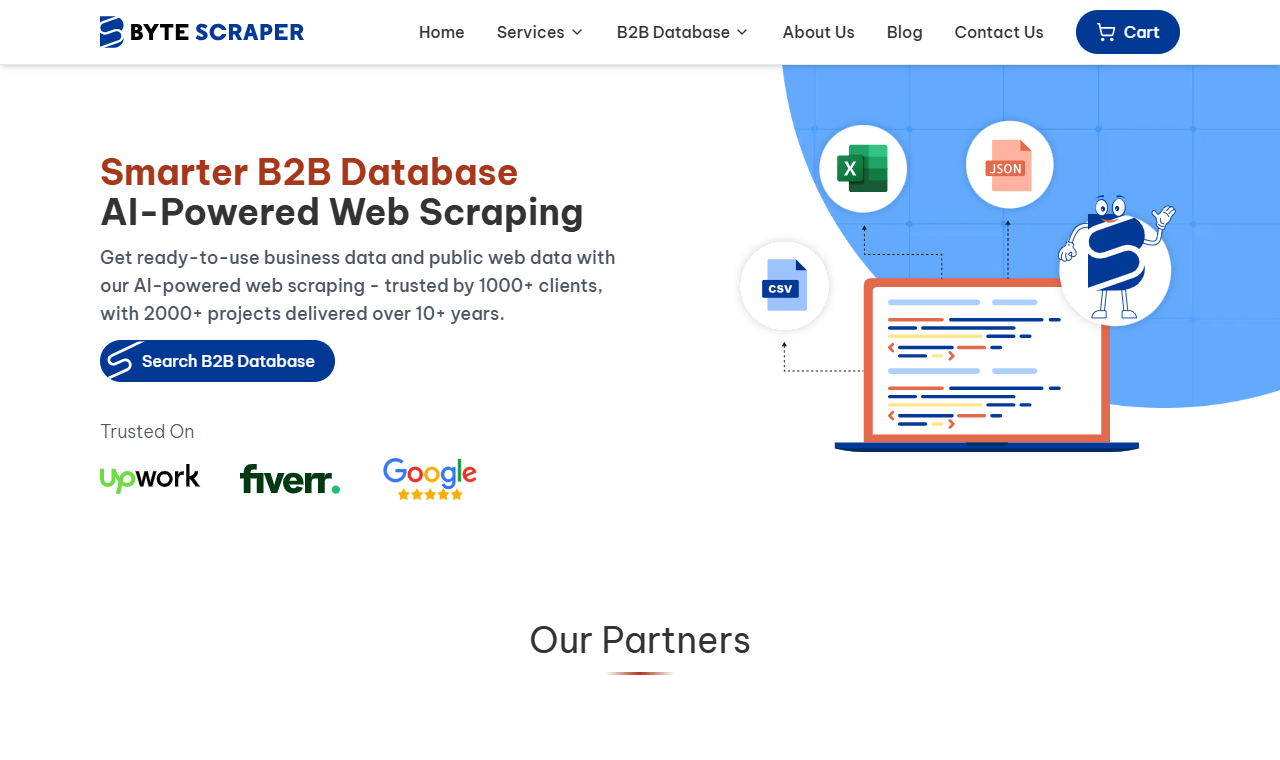 BYTE SCRAPER
Home
Services
B2B Database
About Us
Blog
Contact Us
Cart
Smarter B2B Database
AI-Powered Web Scraping
Get ready-to-use business data and public web data with
our AI-powered web scraping - trusted by 1000+ clients,
with 2000+ projects delivered over 10+ years.
Search B2B Database
Trusted On
upwork
fiverr.
Google
X
JSON
CSV
Our Partners